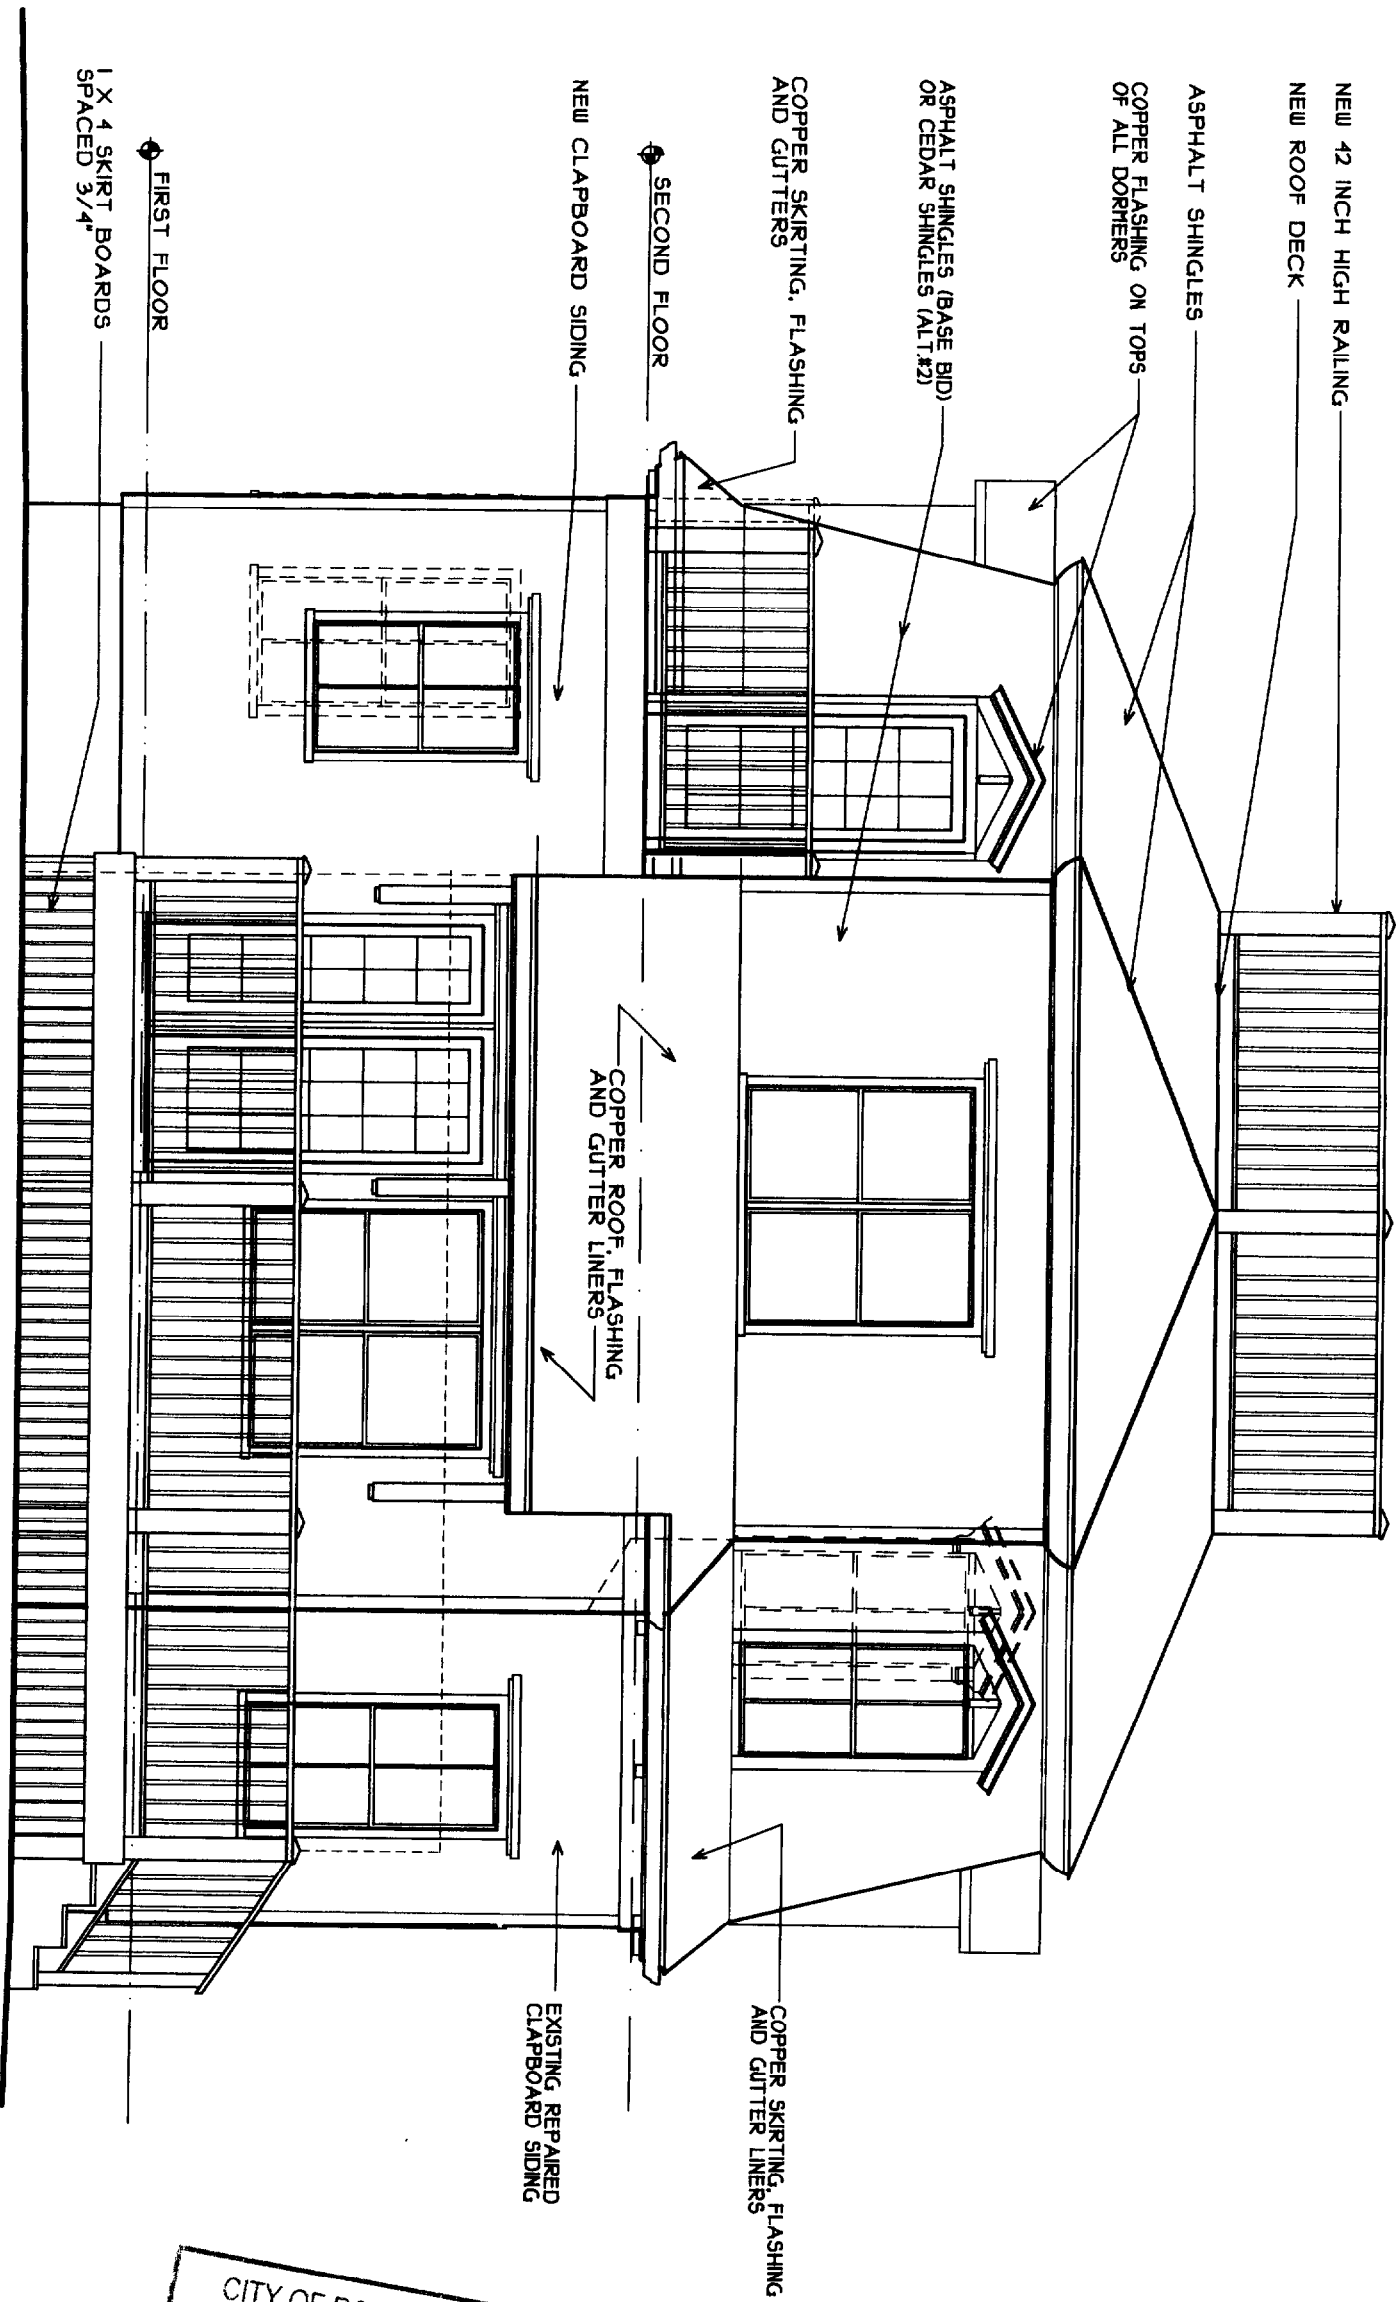 NEW 42 INCH HIGH RAILING
NEW ROOF DECK
ASPHALT SHINGLES
COPPER FLASHING ON TOPS
OF ALL DORMERS
ASPHALT SHINGLES (BASE BID)
OR CEDAR SHINGLES (ALT.#2)
COPPER SKIRTING, FLASHING
AND GUTTERS
SECOND FLOOR
NEW CLAPBOARD SIDING
FIRST FLOOR
1 X 4 SKIRT BOARDS
SPACED 3/4"
COPPER ROOF, FLASHING
AND GUTTER LINERS
COPPER SKIRTING, FLASHING
AND GUTTER LINERS
EXISTING REPAIRED
CLAPBOARD SIDING
CITY OF